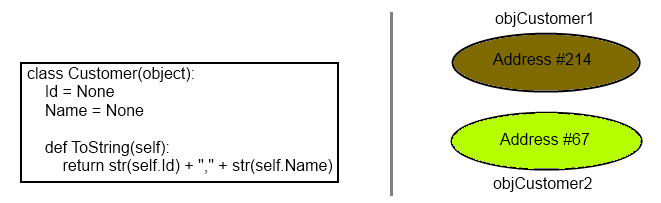 class Customer(object):
    Id = None
    Name = None
    def ToString(self):
        return str(self.Id) + "," + str(self.Name)
objCustomer1
Address #214
Address #67
objCustomer2